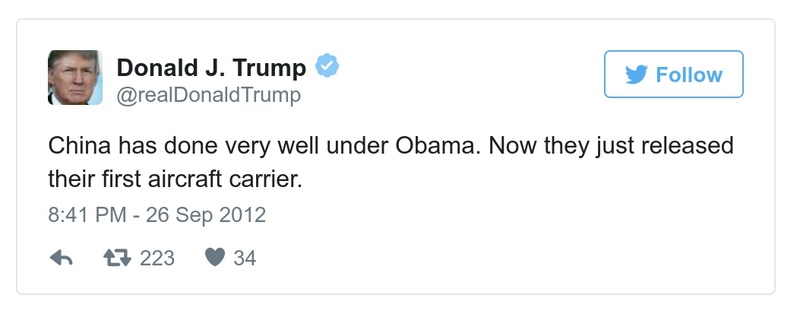 Donald J. Trump
@realDonaldTrump
Follow
China has done very well under Obama. Now they just released
their first aircraft carrier.
8:41 PM - 26 Sep 2012
223 34